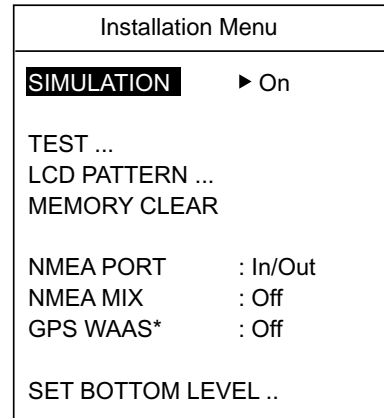 Installation Menu
SIMULATION ▶ On
TEST ...
LCD PATTERN ...
MEMORY CLEAR
NMEA PORT : In/Out
NMEA MIX : Off
GPS WAAS* : Off
SET BOTTOM LEVEL ..